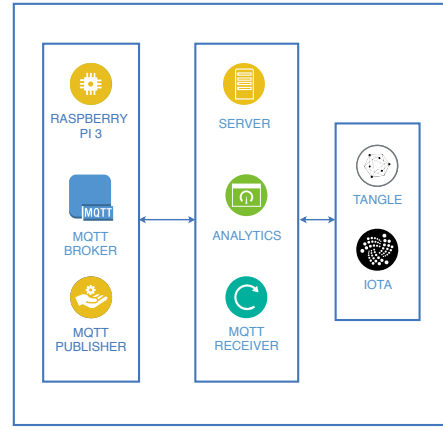 RASPBERRY
PI 3
MQTT
MQTT
BROKER
MQTT
PUBLISHER
SERVER
ANALYTICS
MQTT
RECEIVER
TANGLE
IOTA